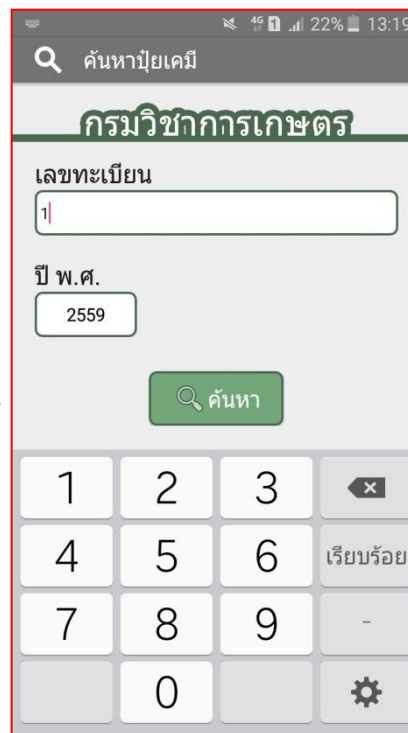 4G 1 22% 13:19
ค้นหาปุ๋ยเคมี
กรมวิชาการเกษตร
เลขทะเบียน
1
ปี พ.ศ.
2559
ค้นหา
1 2 3
4 5 6 เรียบร้อย
7 8 9 -
0